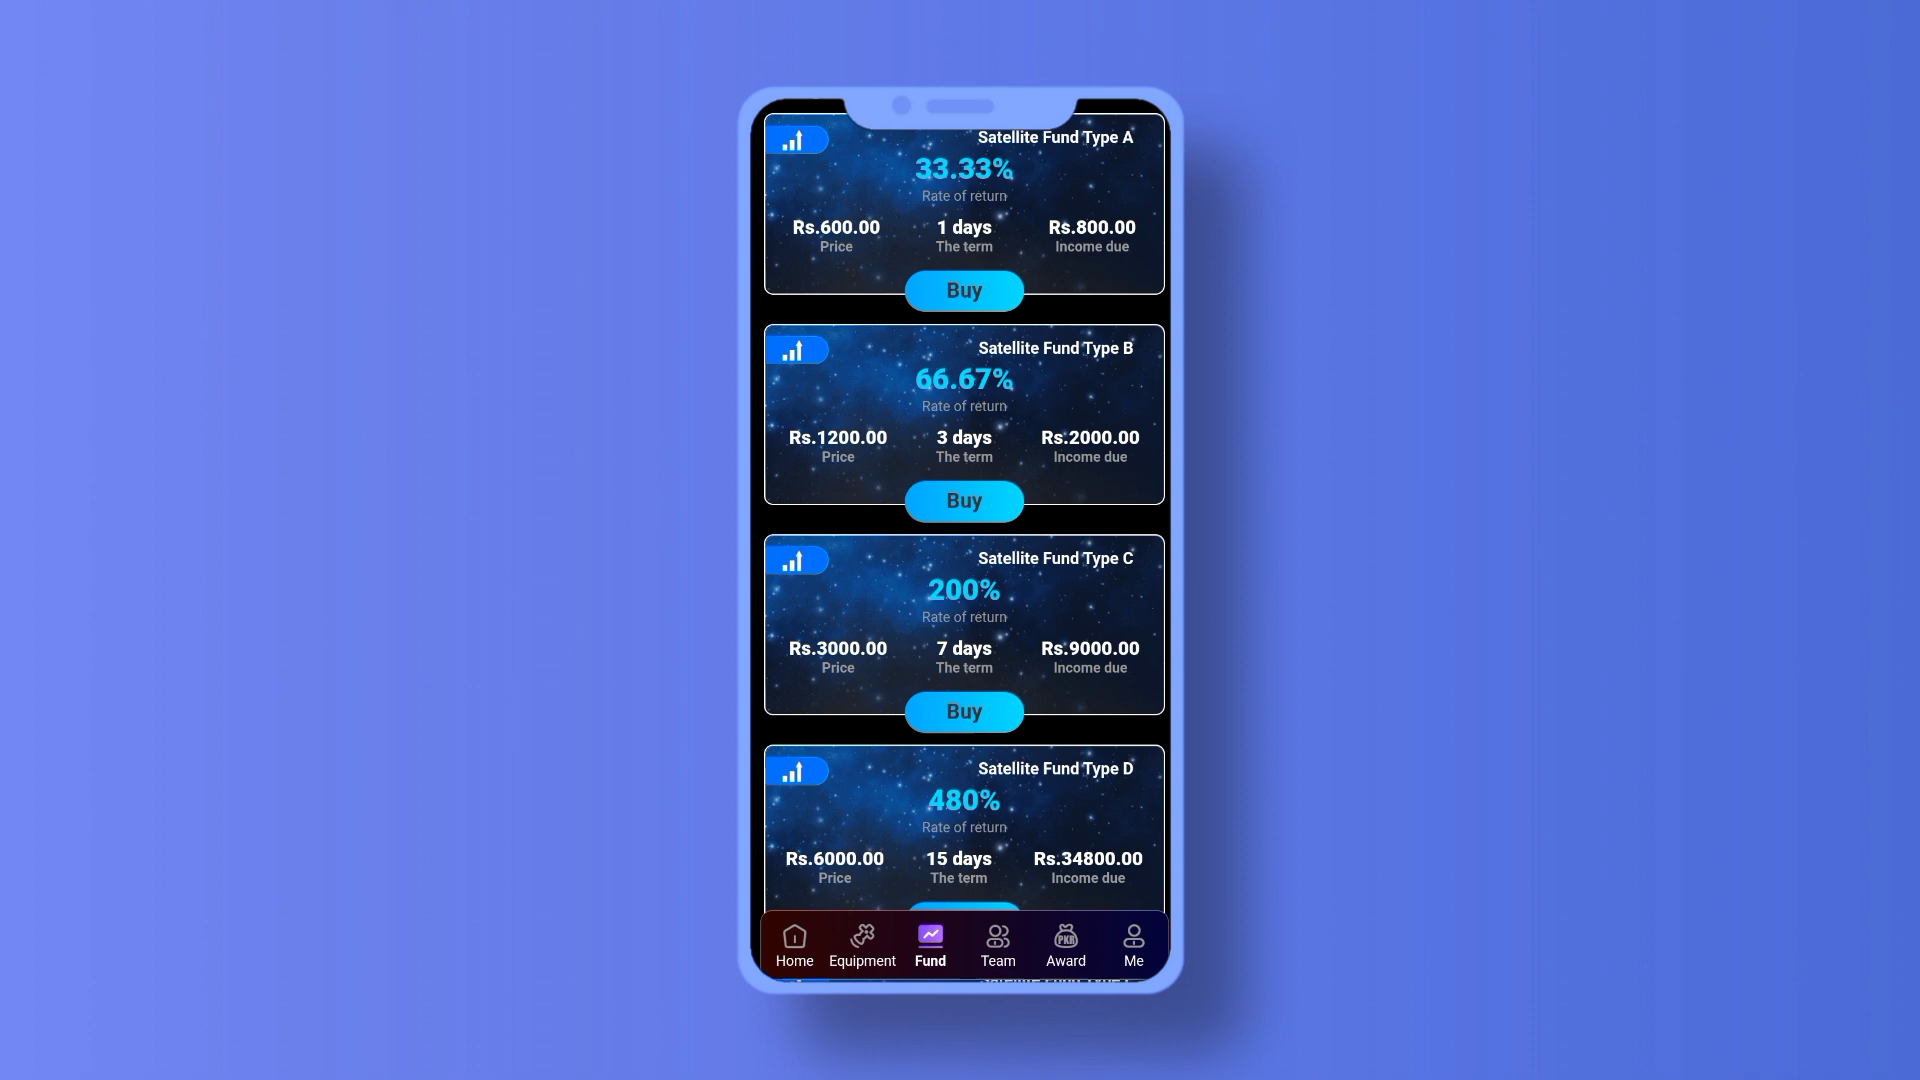 Satellite Fund Type A
33.33%
Rate of return
Rs.600.00 1 days Rs.800.00
Price The term Income due
Buy
Satellite Fund Type B
66.67%
Rate of return
Rs.1200.00 3 days Rs.2000.00
Price The term Income due
Buy
Satellite Fund Type C
200%
Rate of return
Rs.3000.00 7 days Rs.9000.00
Price The term Income due
Buy
Satellite Fund Type D
480%
Rate of return
Rs.6000.00 15 days Rs.34800.00
Price The term Income due
PKR
Home Equipment Fund Team Award Me